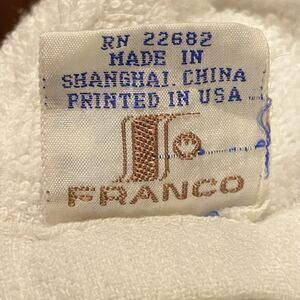 RN 22682
MADE IN
SHANGHAI, CHINA
PRINTED IN USA
FRANCO